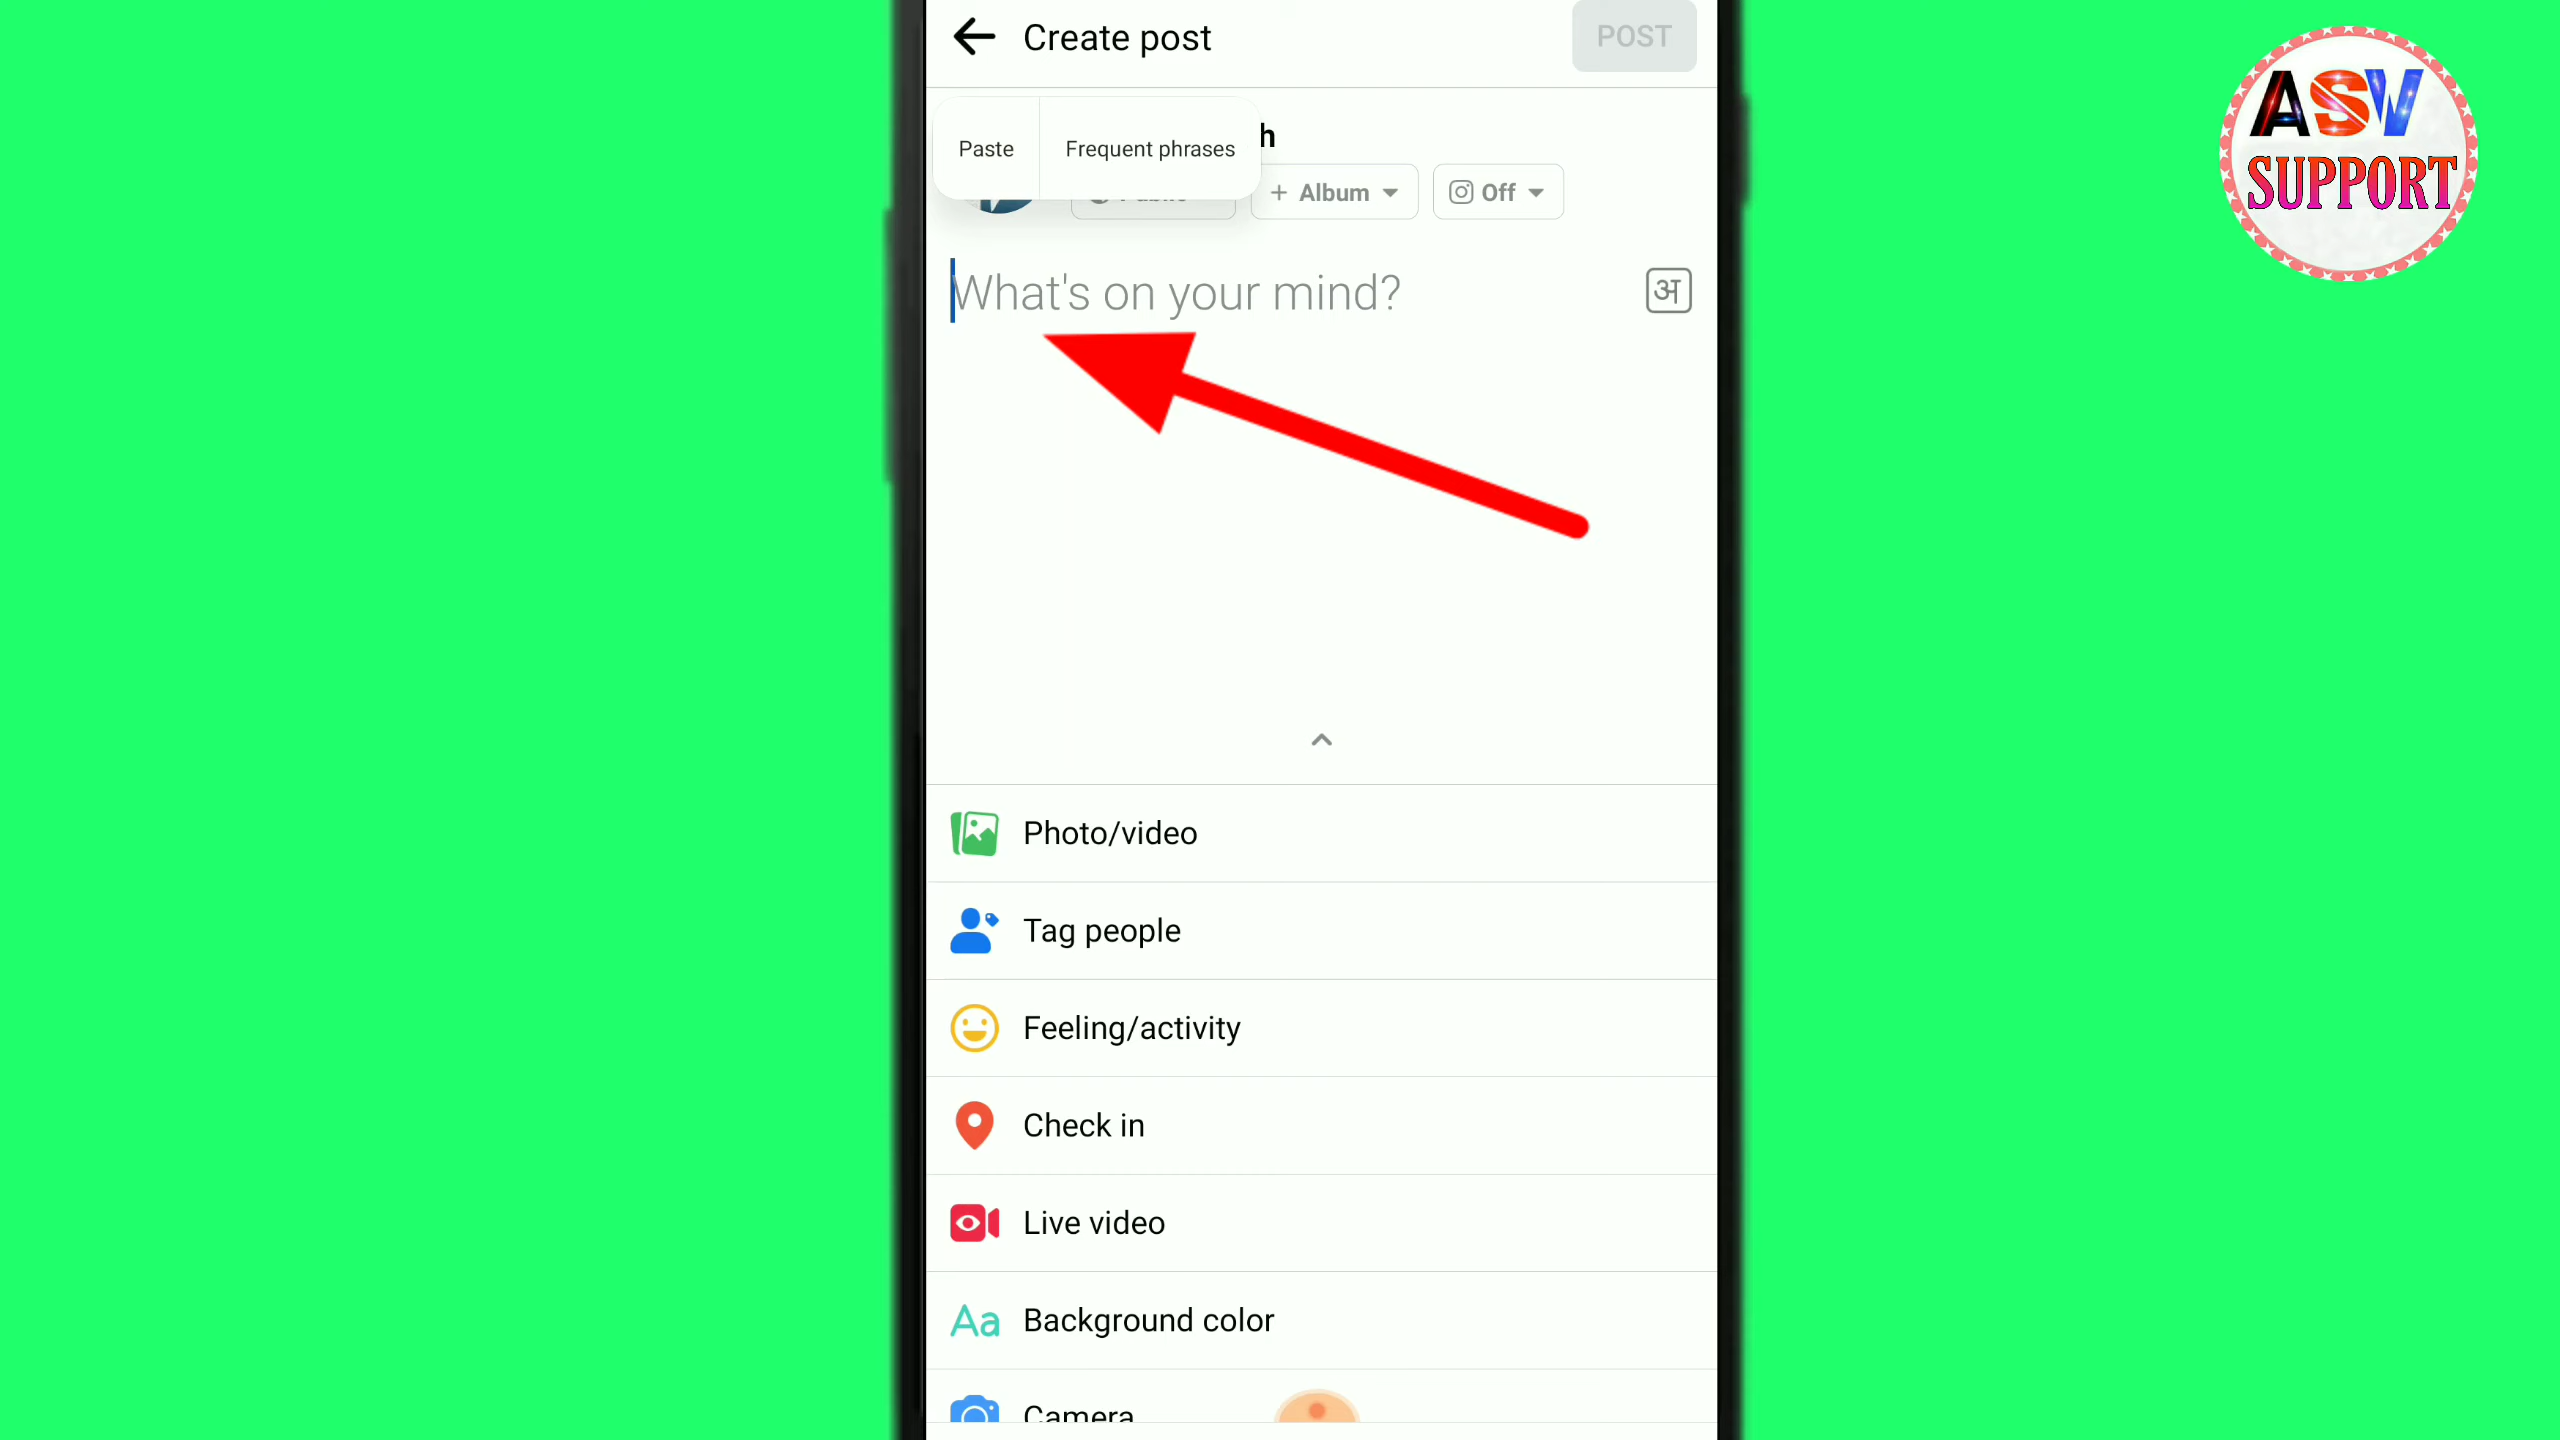 Create post
POST
Paste
Frequent phrases
h
+ Album
Off
What's on your mind?
अ
Photo/video
Tag people
Feeling/activity
Check in
Live video
Aa
Background color
Camera
ASV
SUPPORT